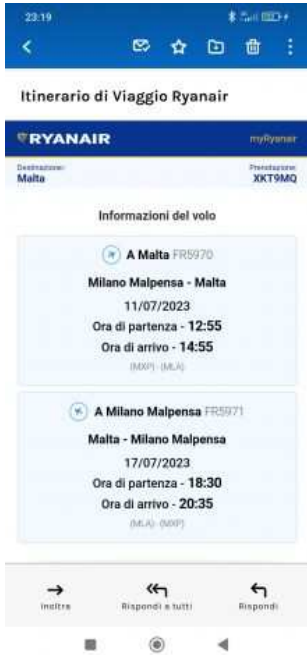 23:19
Itinerario di Viaggio Ryanair
RYANAIR
myRyanair
Destinazione:
Malta
Prenotazione:
XKT9MQ
Informazioni del volo
A Malta FR5970
Milano Malpensa - Malta
11/07/2023
Ora di partenza - 12:55
Ora di arrivo - 14:55
(MXP) - (MLA)
A Milano Malpensa FR5971
Malta - Milano Malpensa
17/07/2023
Ora di partenza - 18:30
Ora di arrivo - 20:35
(MLA) - (MXP)
Inoltra
Rispondi a tutti
Rispondi